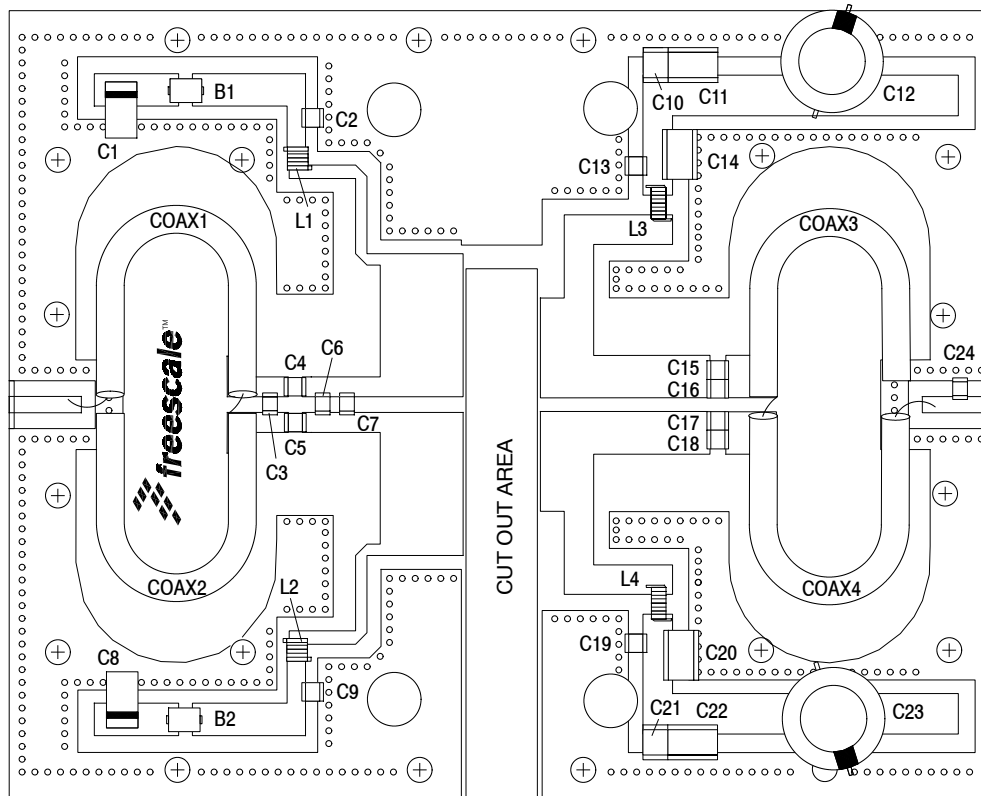 B1
C2
C1
L1
COAX1
C10
C11
C12
C13
C14
L3
COAX3
C4
C6
C15
C16
C24
freescale™
C3
C5
C7
C17
C18
CUT OUT AREA
COAX2
L2
L4
COAX4
C8
C19
C20
B2
C9
C21
C22
C23